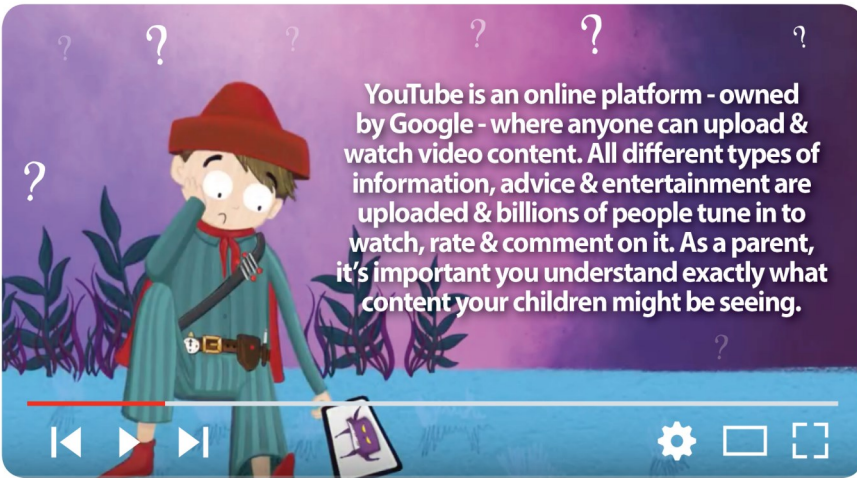 YouTube is an online platform - owned
by Google - where anyone can upload &
watch video content. All different types of
information, advice & entertainment are
uploaded & billions of people tune in to
watch, rate & comment on it. As a parent,
it's important you understand exactly what
content your children might be seeing.